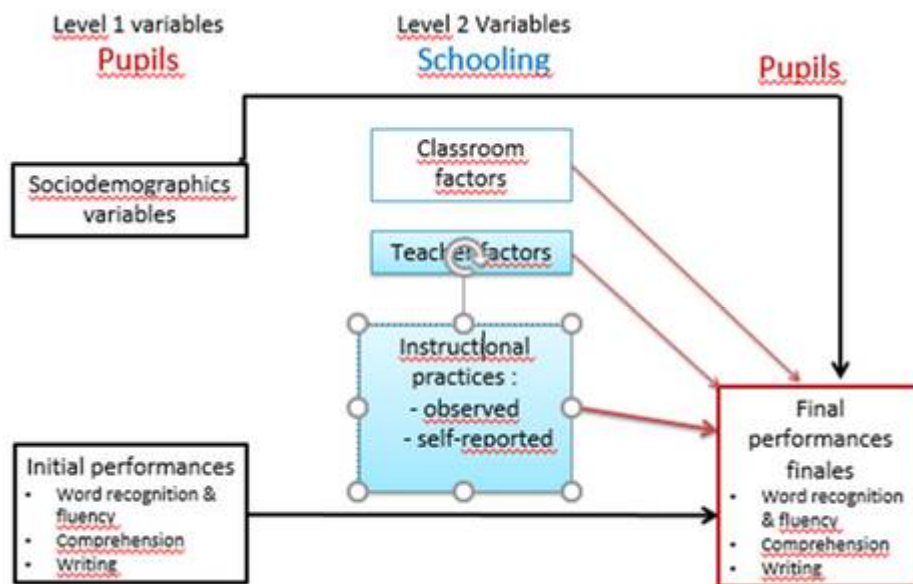 Level 1 variables
Pupils
Level 2 Variables
Schooling
Pupils
Sociodemographics
variables
Classroom
factors
Teacher factors
Instructional
practices :
- observed
- self-reported
Initial performances
• Word recognition &
fluency
• Comprehension
• Writing
Final
performances
finales
• Word recognition
& fluency
• Comprehension
• Writing